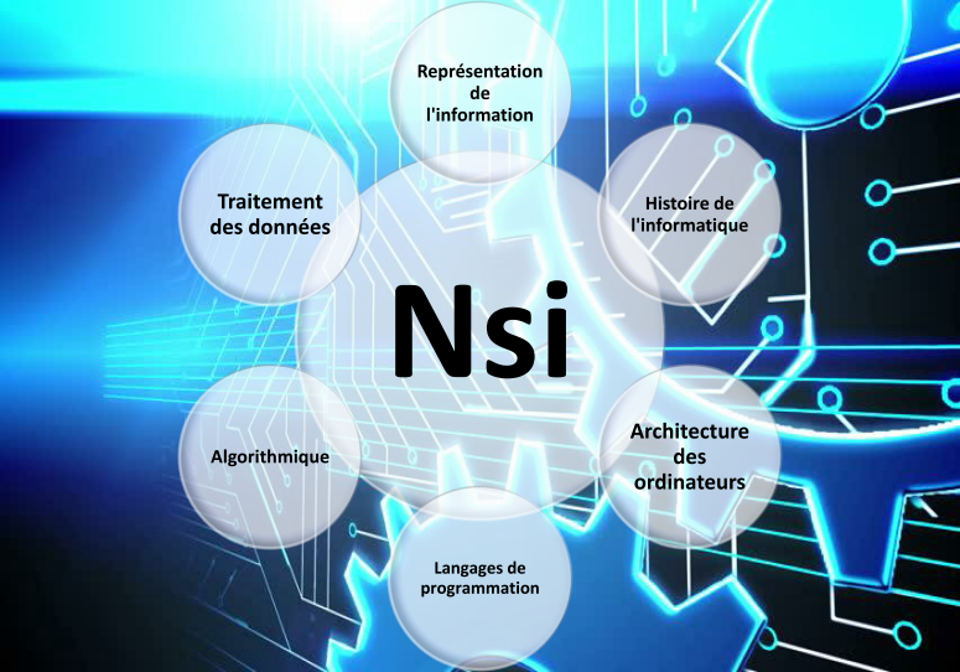 Représentation
de
l'information
Histoire de
l'informatique
Architecture
des
ordinateurs
Langages de
programmation
Algorithmique
Traitement
des données
Nsi